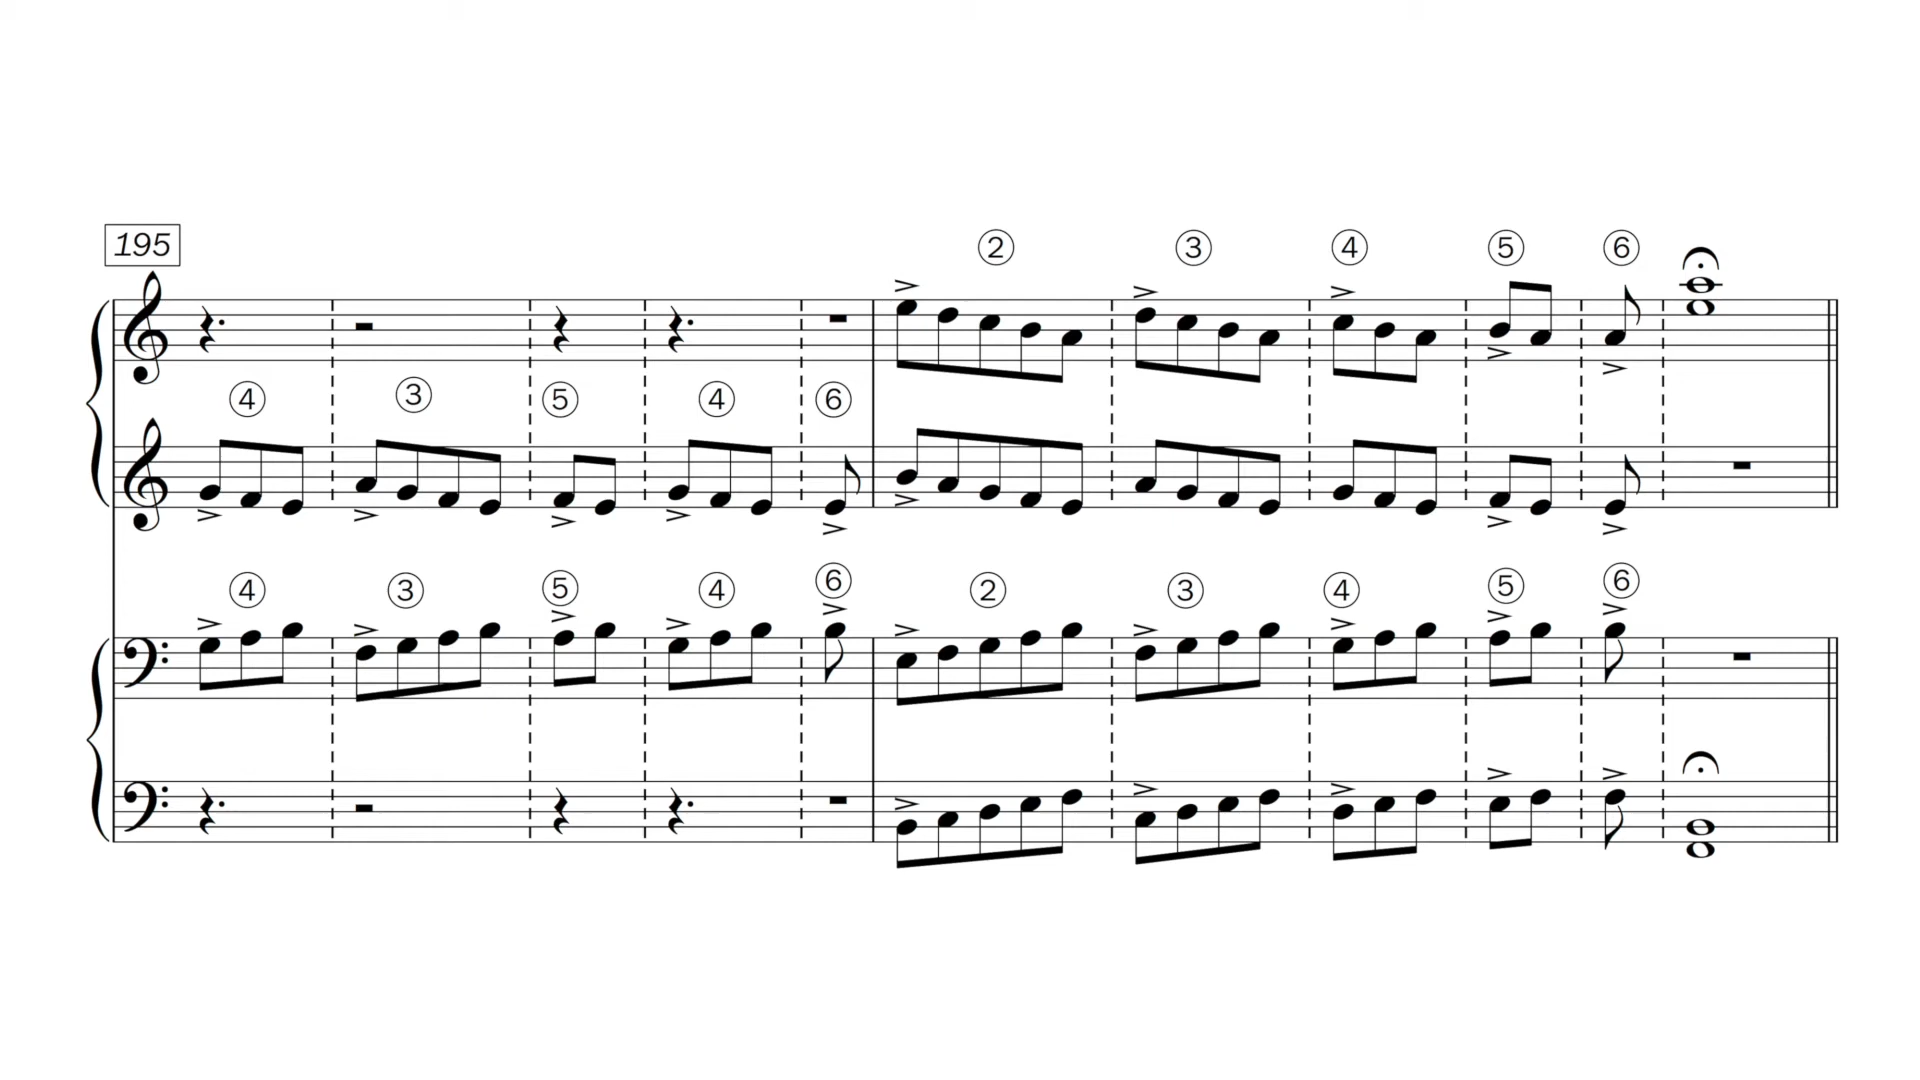 195
② ③ ④ ⑤ ⑥
④ ③ ⑤ ④ ⑥
④ ③ ⑤ ④ ⑥ ② ③ ④ ⑤ ⑥